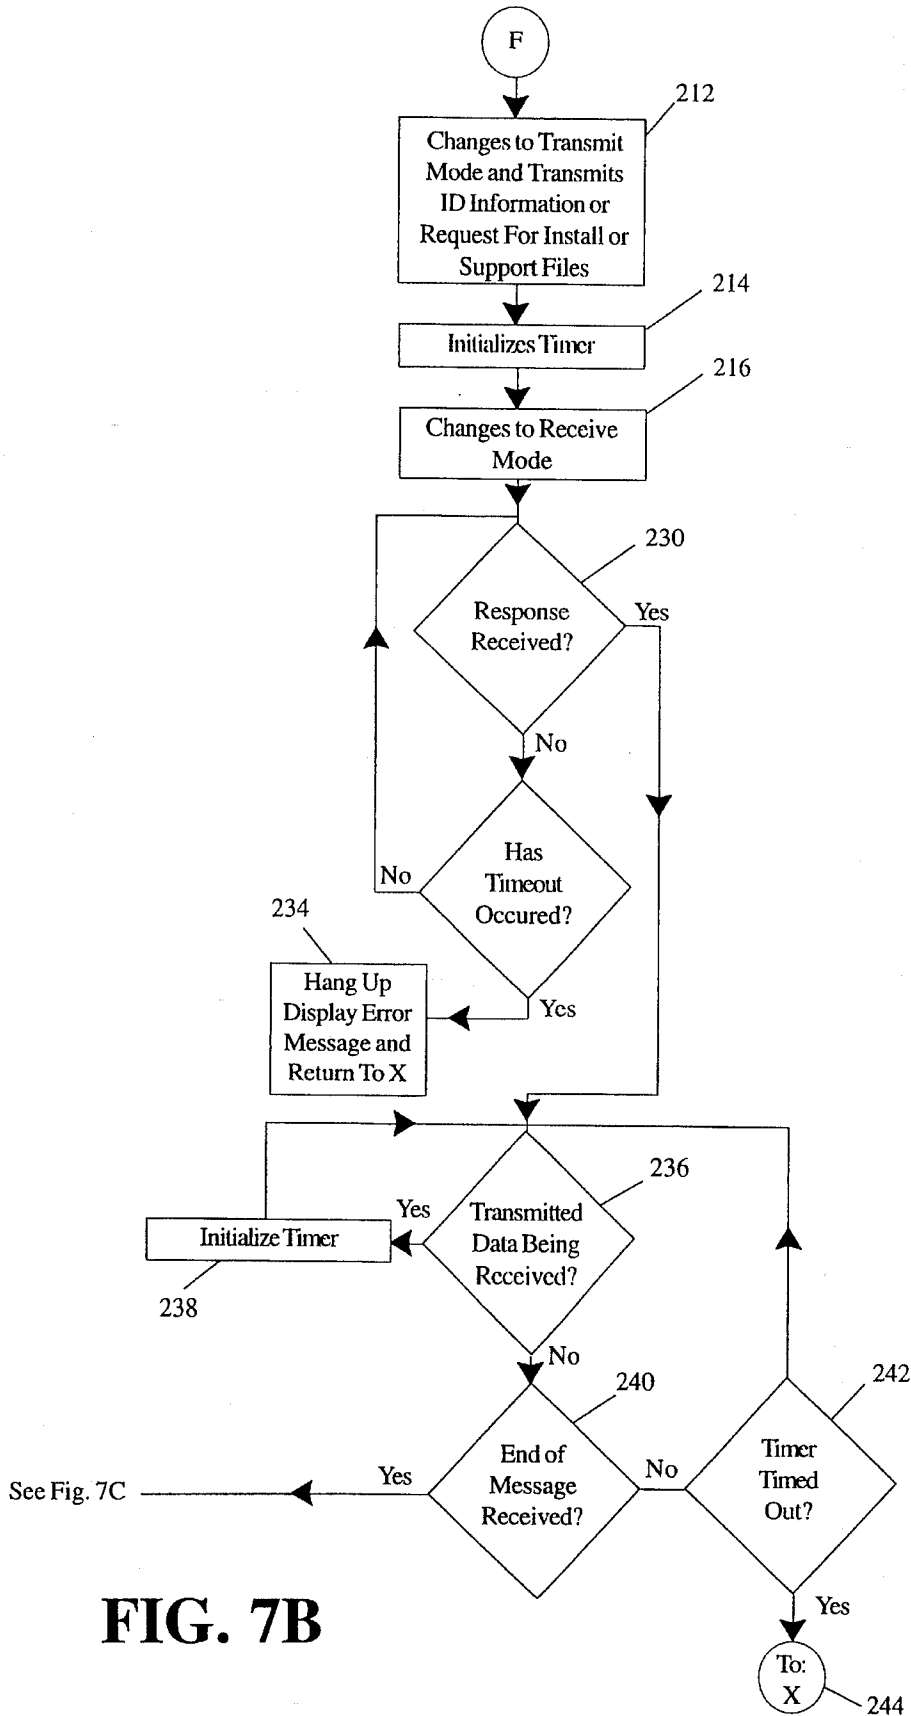 F
212
Changes to Transmit
Mode and Transmits
ID Information or
Request For Install or
Support Files
214
Initializes Timer
216
Changes to Receive
Mode
230
Response
Received?
Yes
No
Has
Timeout
Occured?
No
234
Hang Up
Display Error
Message and
Return To X
Yes
236
Transmitted
Data Being
Received?
Yes
Initialize Timer
238
No
240
242
End of
Message
Received?
No
Timer
Timed
Out?
Yes
See Fig. 7C
FIG. 7B
Yes
To:
X
244